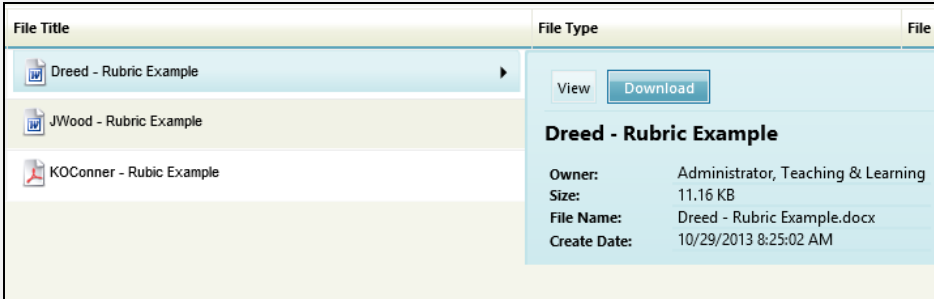 File Title File Type File
Dreed - Rubric Example
JWood - Rubric Example
KOConner - Rubic Example
View Download
Dreed - Rubric Example
Owner: Administrator, Teaching & Learning
Size: 11.16 KB
File Name: Dreed - Rubric Example.docx
Create Date: 10/29/2013 8:25:02 AM